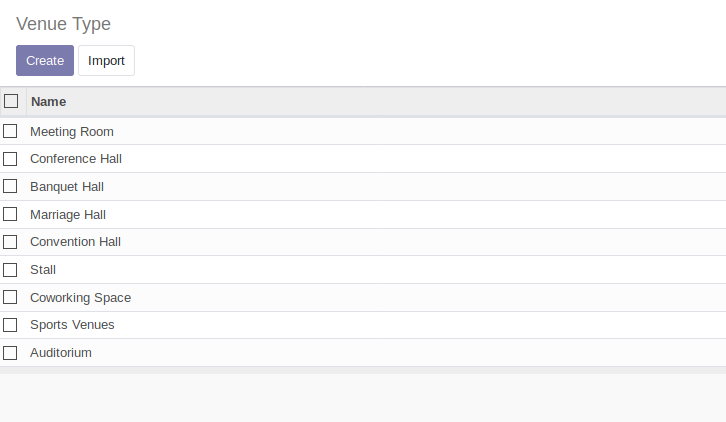 Venue Type
Create Import
Name
Meeting Room
Conference Hall
Banquet Hall
Marriage Hall
Convention Hall
Stall
Coworking Space
Sports Venues
Auditorium